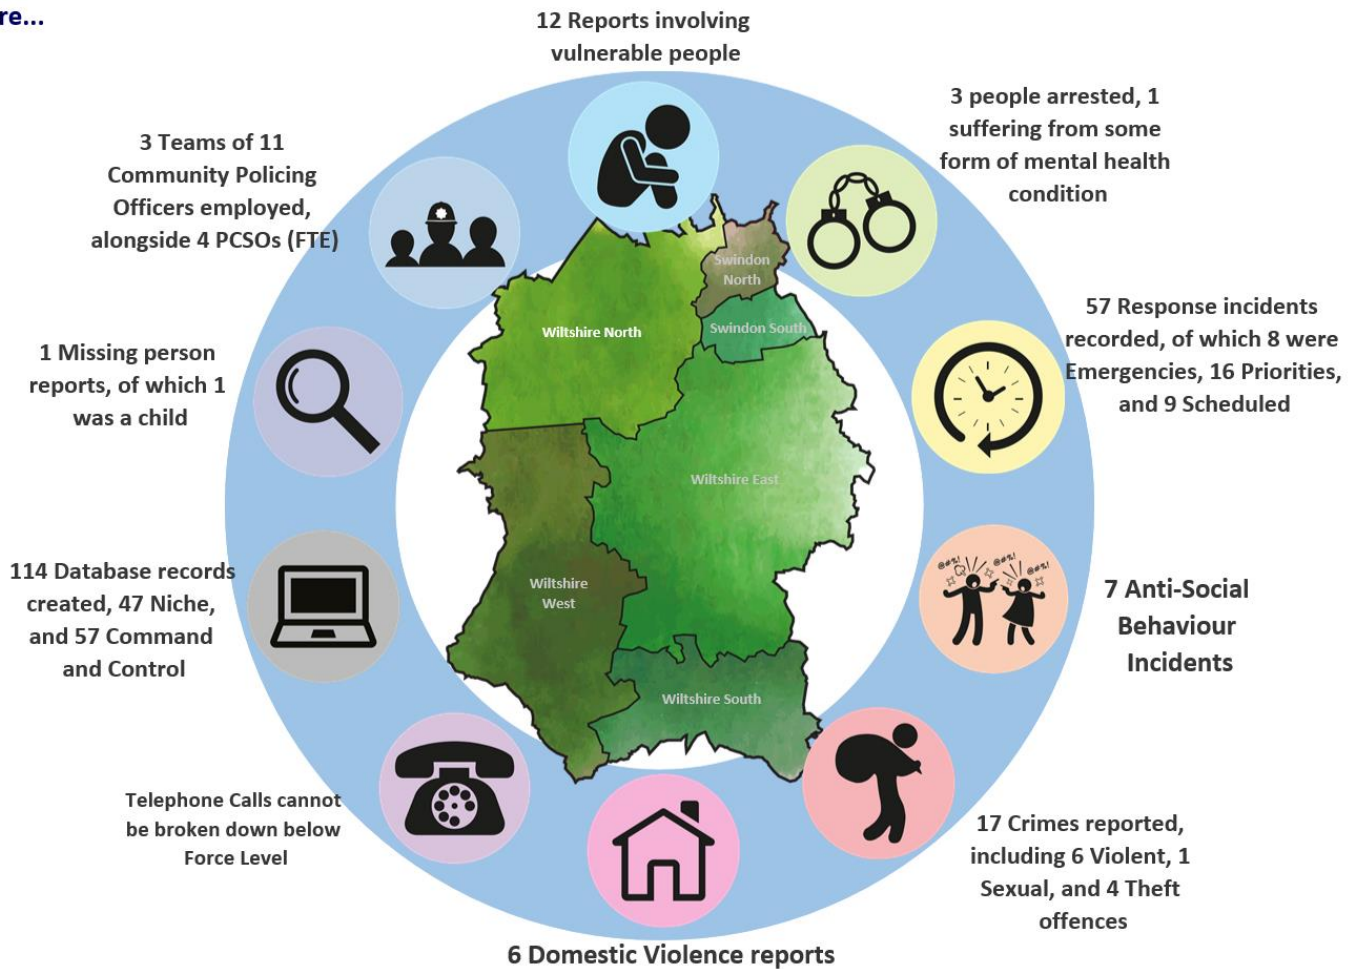 re...
12 Reports involving
vulnerable people
3 people arrested, 1
suffering from some
form of mental health
condition
3 Teams of 11
Community Policing
Officers employed,
alongside 4 PCSOs (FTE)
57 Response incidents
recorded, of which 8 were
Emergencies, 16 Priorities,
and 9 Scheduled
1 Missing person
reports, of which 1
was a child
Swindon
North
Swindon South
Wiltshire North
Wiltshire East
Wiltshire
West
Wiltshire South
114 Database records
created, 47 Niche,
and 57 Command
and Control
@#%!
@#%!
7 Anti-Social
Behaviour
Incidents
Telephone Calls cannot
be broken down below
Force Level
17 Crimes reported,
including 6 Violent, 1
Sexual, and 4 Theft
offences
6 Domestic Violence reports